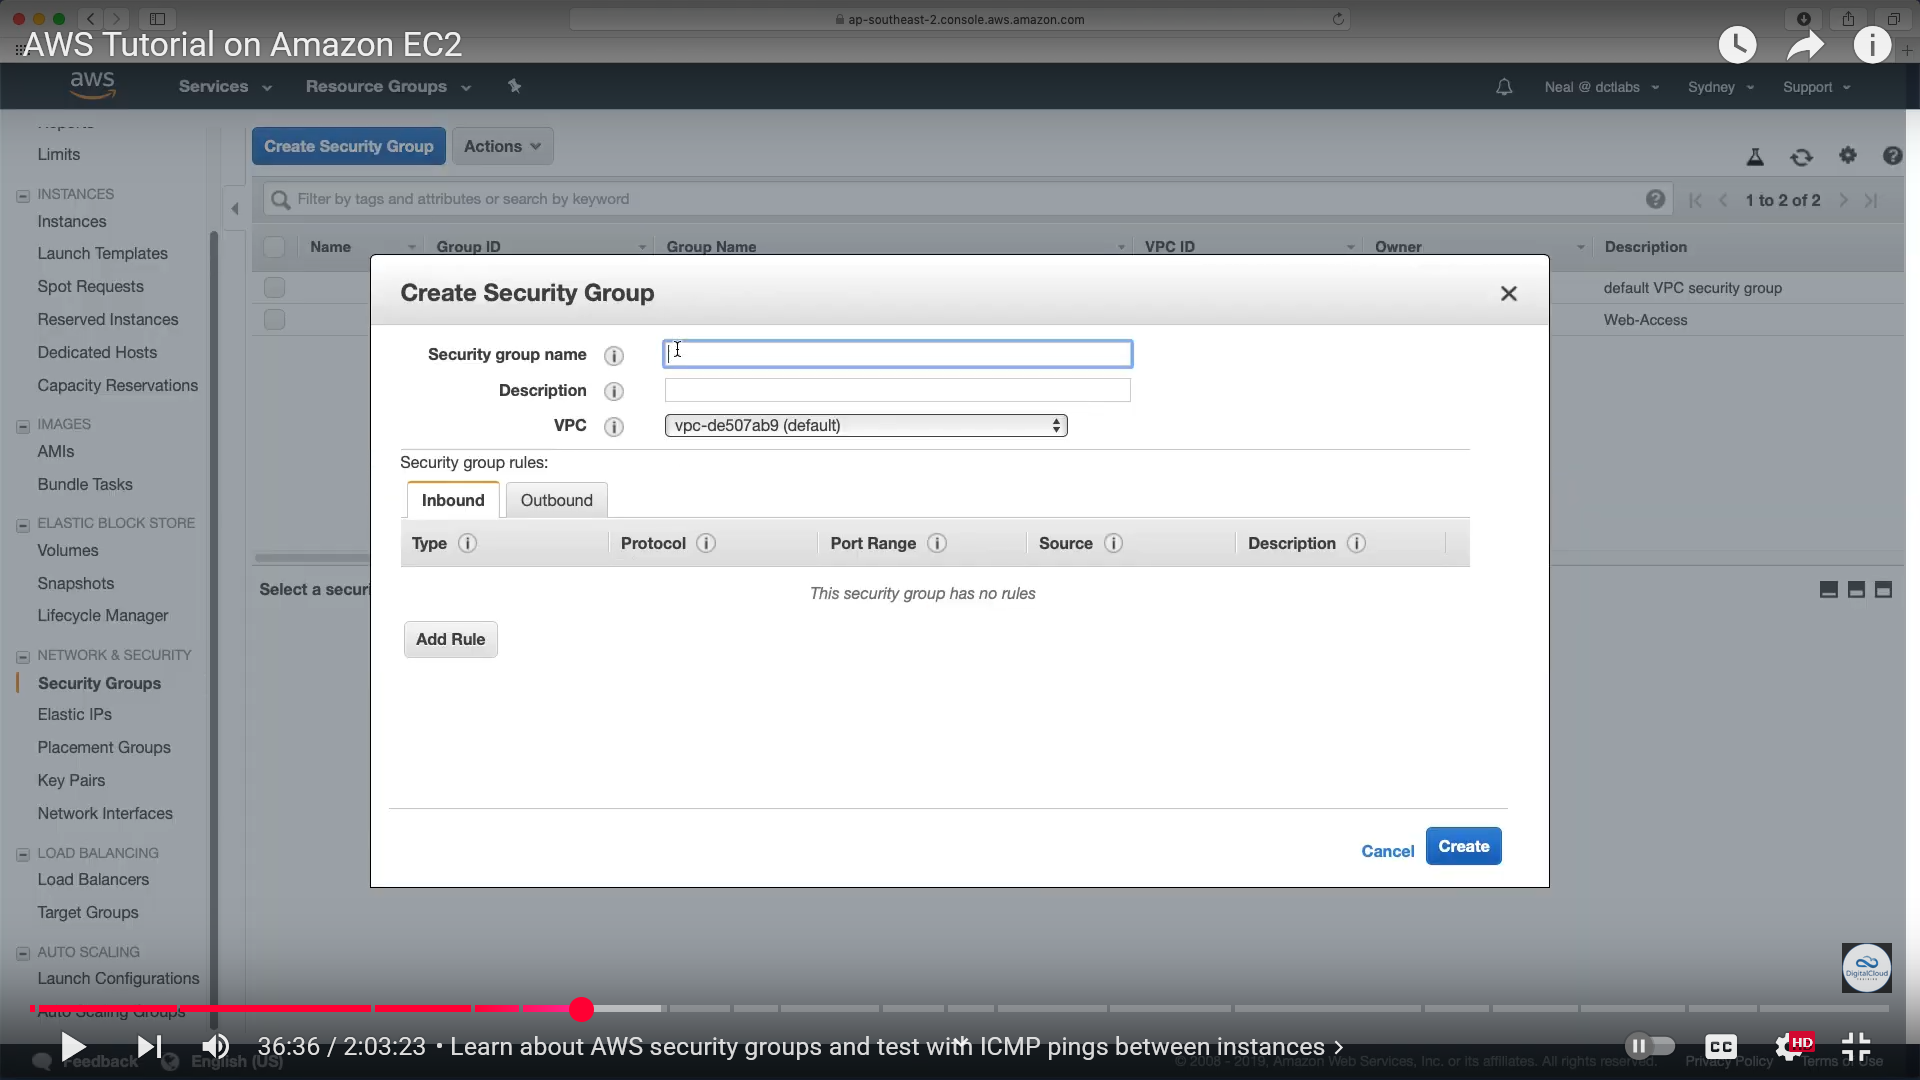 ap-southeast-2.console.aws.amazon.com
AWS Tutorial on Amazon EC2
aws
Services
Resource Groups
Neal @ dctlabs
Sydney
Support
Reports
Limits
INSTANCES
Instances
Launch Templates
Spot Requests
Reserved Instances
Dedicated Hosts
Capacity Reservations
IMAGES
AMIs
Bundle Tasks
ELASTIC BLOCK STORE
Volumes
Snapshots
Lifecycle Manager
NETWORK & SECURITY
Security Groups
Elastic IPs
Placement Groups
Key Pairs
Network Interfaces
LOAD BALANCING
Load Balancers
Target Groups
AUTO SCALING
Launch Configurations
Auto Scaling Groups
Create Security Group
Actions
Filter by tags and attributes or search by keyword
1 to 2 of 2
Name Group ID Group Name VPC ID Owner Description
default VPC security group
Web-Access
Select a securi
Create Security Group
Security group name
Description
VPC vpc-de507ab9 (default)
Security group rules:
Inbound Outbound
Type Protocol Port Range Source Description
This security group has no rules
Add Rule
Cancel Create
DigitalCloud
36:36 / 2:03:23 • Learn about AWS security groups and test with ICMP pings between instances
CC
HD
Feedback English (US)
© 2008 - 2019, Amazon Web Services, Inc. or its affiliates. All rights reserved. Privacy Policy Terms of Use